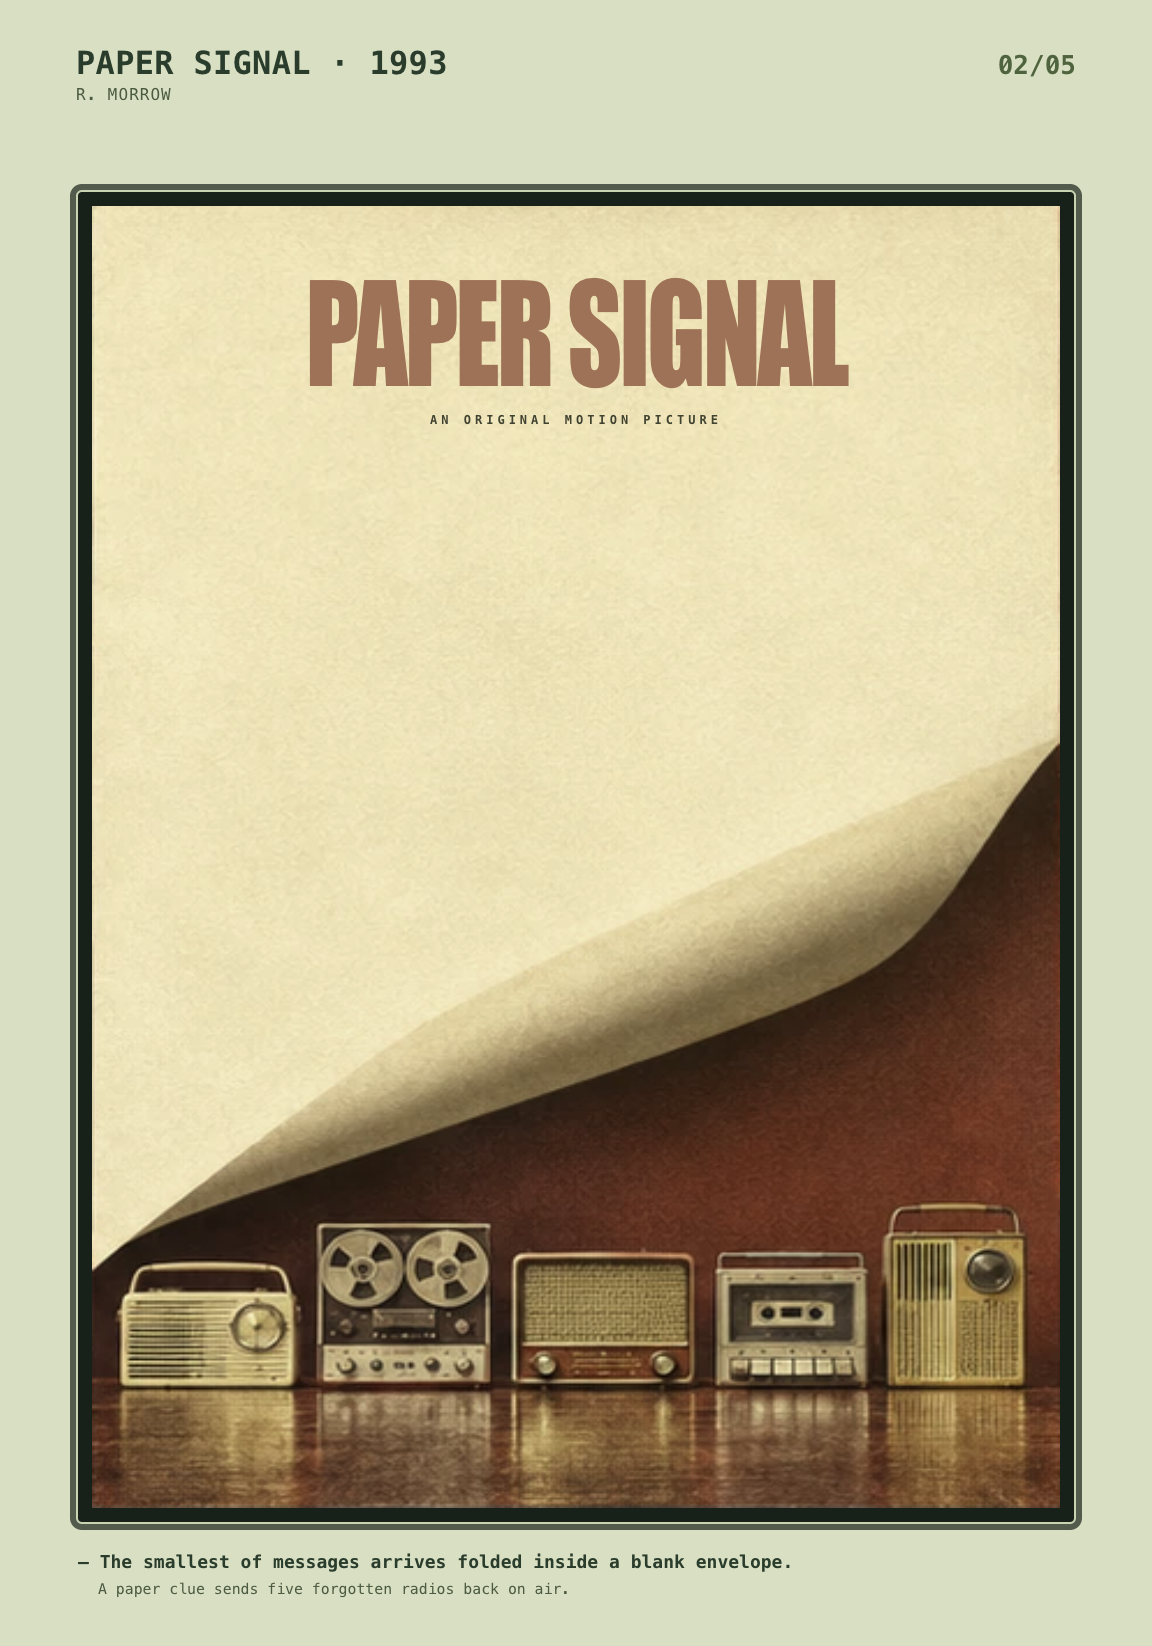 PAPER SIGNAL · 1993
02/05
R. MORROW
PAPER SIGNAL
AN ORIGINAL MOTION PICTURE
— The smallest of messages arrives folded inside a blank envelope.
A paper clue sends five forgotten radios back on air.